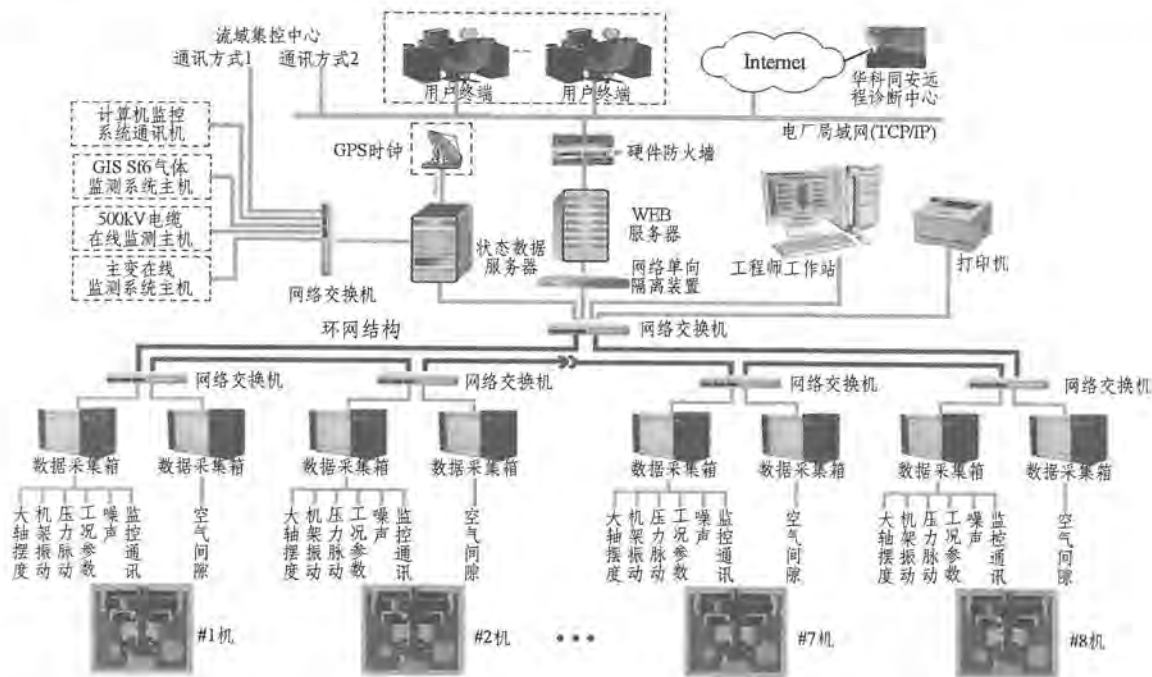 流域集控中心
通讯方式1
通讯方式2
用户终端
用户终端
Internet
华科同安远
程诊断中心
电厂局域网(TCP/IP)
计算机监控
系统通讯机
GIS Sf6气体
监测系统主机
500kV电缆
在线监测主机
主变在线
监测系统主机
GPS时钟
硬件防火墙
状态数据
服务器
WEB
服务器
网络单向
隔离装置
工程师工作站
打印机
网络交换机
网络交换机
环网结构
网络交换机
网络交换机
网络交换机
网络交换机
数据采集箱
数据采集箱
数据采集箱
数据采集箱
数据采集箱
数据采集箱
数据采集箱
数据采集箱
大轴摆度
机架振动
压力脉动
工况参数
噪声
监控通讯
空气间隙
大轴摆度
机架振动
压力脉动
工况参数
噪声
监控通讯
空气间隙
大轴摆度
机架振动
压力脉动
工况参数
噪声
监控通讯
空气间隙
大轴摆度
机架振动
压力脉动
工况参数
噪声
监控通讯
空气间隙
#1机
#2机
#7机
#8机